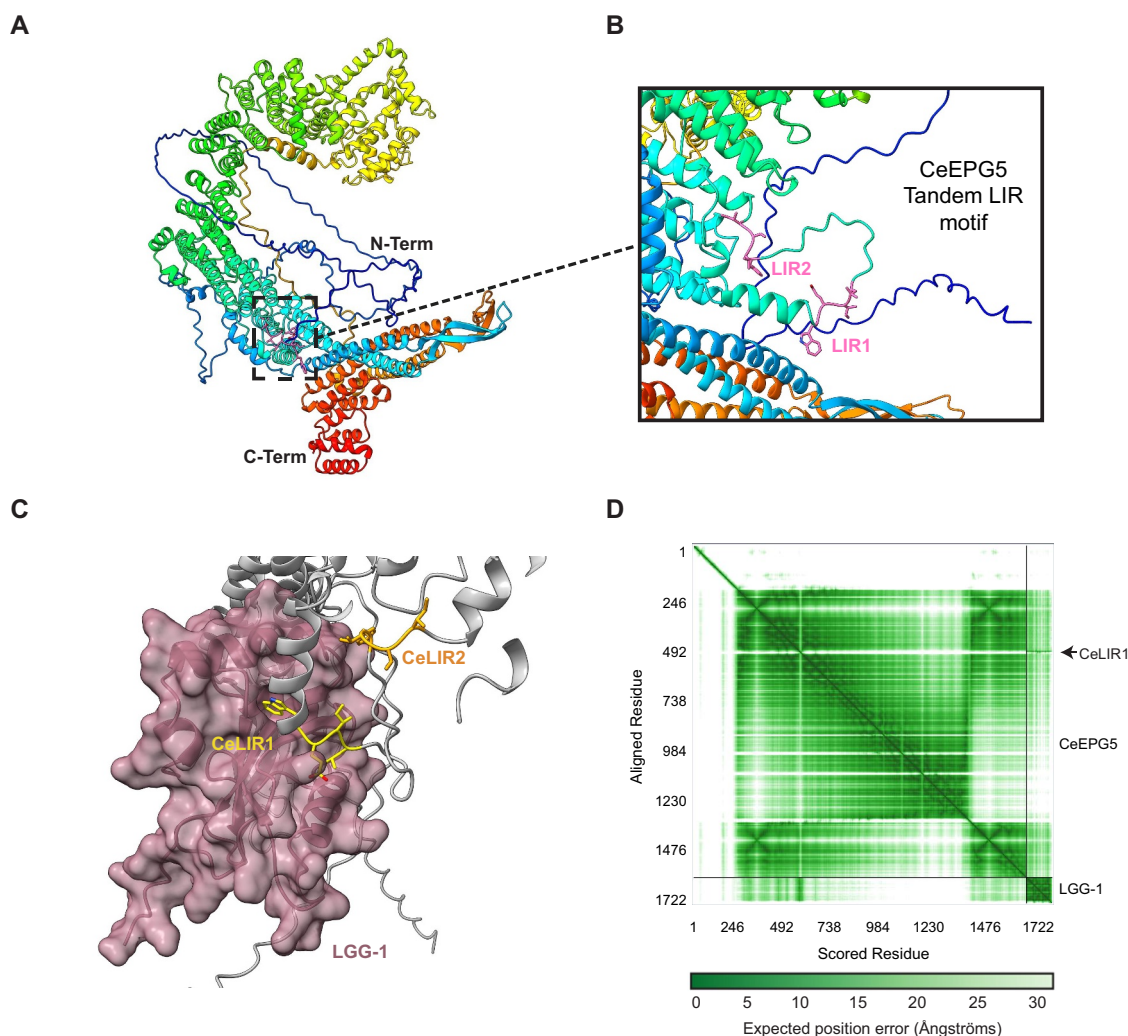 A
B
N-Term
C-Term
CeEPG5
Tandem LIR
motif
LIR2
LIR1
C
D
CeLIR2
CeLIR1
LGG-1
1
246
492
738
984
1230
1476
1722
Aligned Residue
CeLIR1
CeEPG5
LGG-1
1 246 492 738 984 1230 1476 1722
Scored Residue
0 5 10 15 20 25 30
Expected position error (Ångströms)